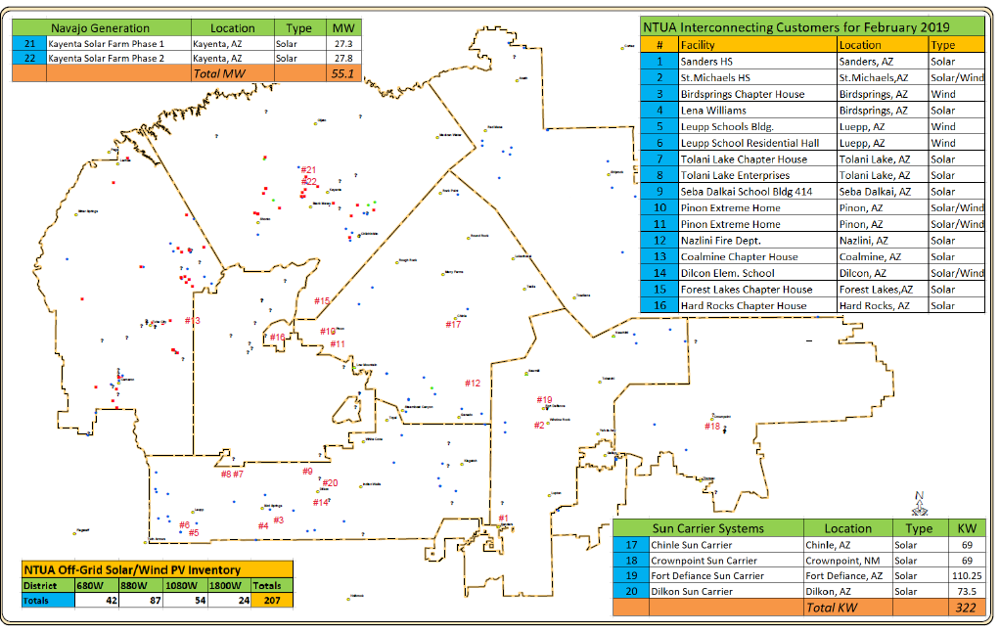 Navajo Generation Location Type MW
21 Kayenta Solar Farm Phase 1 Kayenta, AZ Solar 27.3
22 Kayenta Solar Farm Phase 2 Kayenta, AZ Solar 27.8
Total MW 55.1
NTUA Interconnecting Customers for February 2019
# Facility Location Type
1 Sanders HS Sanders, AZ Solar
2 St.Michaels HS St.Michaels,AZ Solar/Wind
3 Birdsprings Chapter House Birdsprings, AZ Wind
4 Lena Williams Birdsprings, AZ Solar
5 Leupp Schools Bldg. Luepp, AZ Wind
6 Leupp School Residential Hall Luepp, AZ Wind
7 Tolani Lake Chapter House Tolani Lake, AZ Solar
8 Tolani Lake Enterprises Tolani Lake, AZ Solar
9 Seba Dalkai School Bldg 414 Seba Dalkai, AZ Solar
10 Pinon Extreme Home Pinon, AZ Solar/Wind
11 Pinon Extreme Home Pinon, AZ Solar/Wind
12 Nazlini Fire Dept. Nazlini, AZ Solar
13 Coalmine Chapter House Coalmine, AZ Solar
14 Dilcon Elem. School Dilcon, AZ Solar/Wind
15 Forest Lakes Chapter House Forest Lakes,AZ Solar
16 Hard Rocks Chapter House Hard Rocks, AZ Solar
#21
#22
#15
#13
#17
#16
#10
#11
#12
#19
#2
#18
#8 #7
#9
#20
#14
#3
#4
#6
#5
#1
N
Sun Carrier Systems Location Type KW
17 Chinle Sun Carrier Chinle, AZ Solar 69
18 Crownpoint Sun Carrier Crownpoint, NM Solar 69
19 Fort Defiance Sun Carrier Fort Defiance, AZ Solar 110.25
20 Dilkon Sun Carrier Dilkon, AZ Solar 73.5
Total KW 322
NTUA Off-Grid Solar/Wind PV Inventory
District 680W 880W 1080W 1800W Totals
Totals 42 87 54 24 207